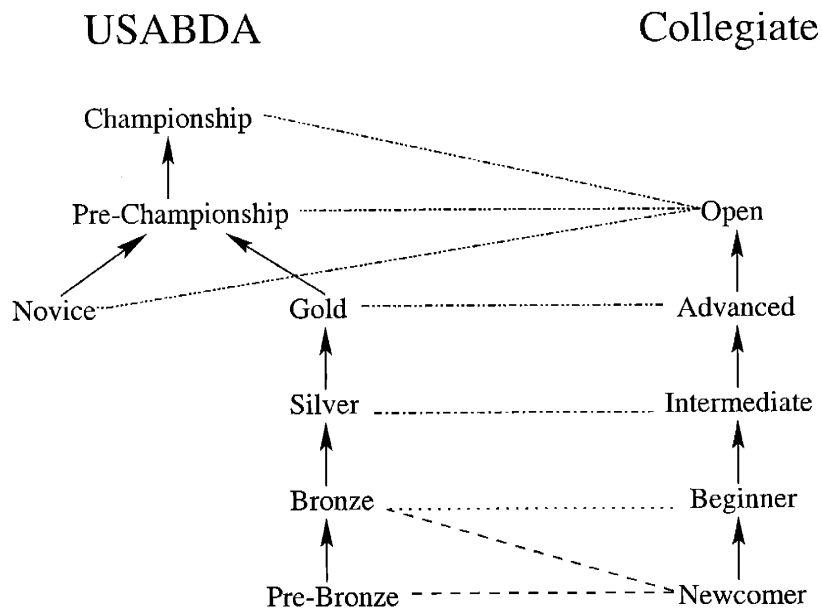 USABDA Collegiate
Championship
Pre-Championship Open
Novice Gold Advanced
Silver Intermediate
Bronze Beginner
Pre-Bronze Newcomer